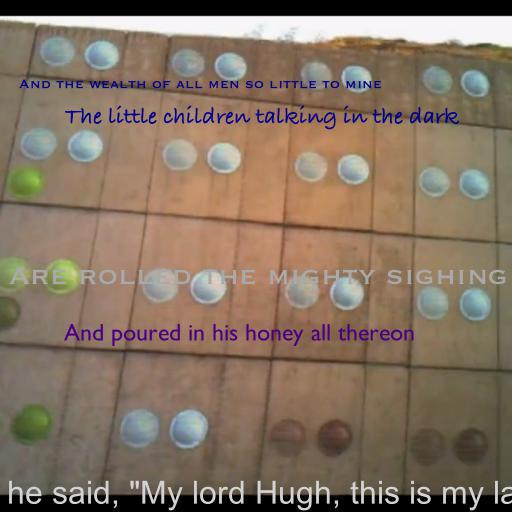 And the wealth of all men so little to mine
The little children talking in the dark
Are rolled the mighty sighing
And poured in his honey all thereon
he said, "My lord Hugh, this is my